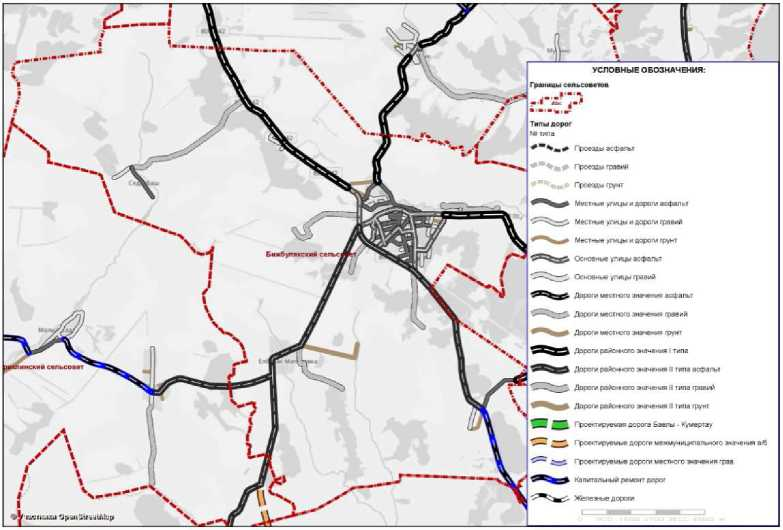 УСЛОВНЫЕ ОБОЗНАЧЕНИЯ:
Границы сельсоветов
Типы дорог
№ типа
Проезды асфальт
Проезды гравий
Проезды грунт
Местные улицы и дороги асфальт
Местные улицы и дороги гравий
Местные улицы и дороги грунт
Основные улицы асфальт
Основные улицы гравий
Дороги местного значения асфальт
Дороги местного значения гравий
Дороги местного значения грунт
Дороги районного значения I типа
Дороги районного значения II типа асфальт
Дороги районного значения II типа гравий
Дороги районного значения II типа грунт
Проектируемая дорога Бавлы - Кумертау
Проектируемые дороги межмуниципального значения а/б
Проектируемые дороги местного значения грав.
Капитальный ремонт дорог
Железные дороги
Бижбулякский сельсовет
сельсовет
© Участники OpenStreetMap